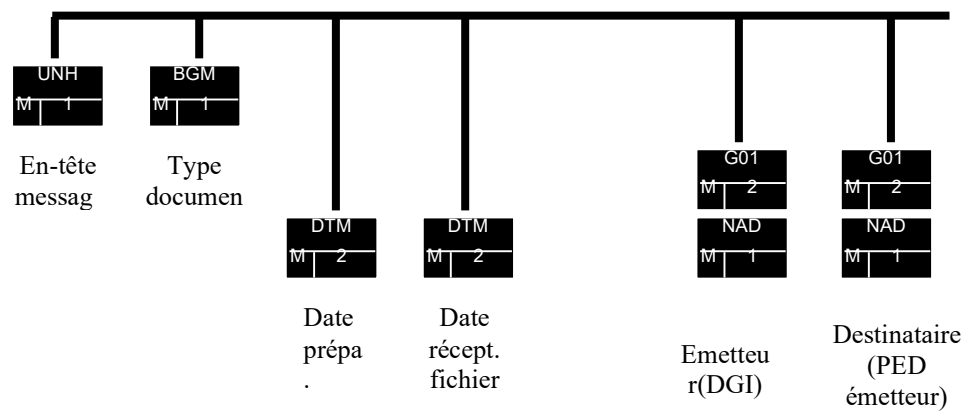 UNH
M 1
En-tête
messag
BGM
M 1
Type
documen
DTM
M 2
Date
prépa
.
DTM
M 2
Date
récept.
fichier
G01
M 2
NAD
M 1
Emetteu
r(DGI)
G01
M 2
NAD
M 1
Destinataire
(PED
émetteur)